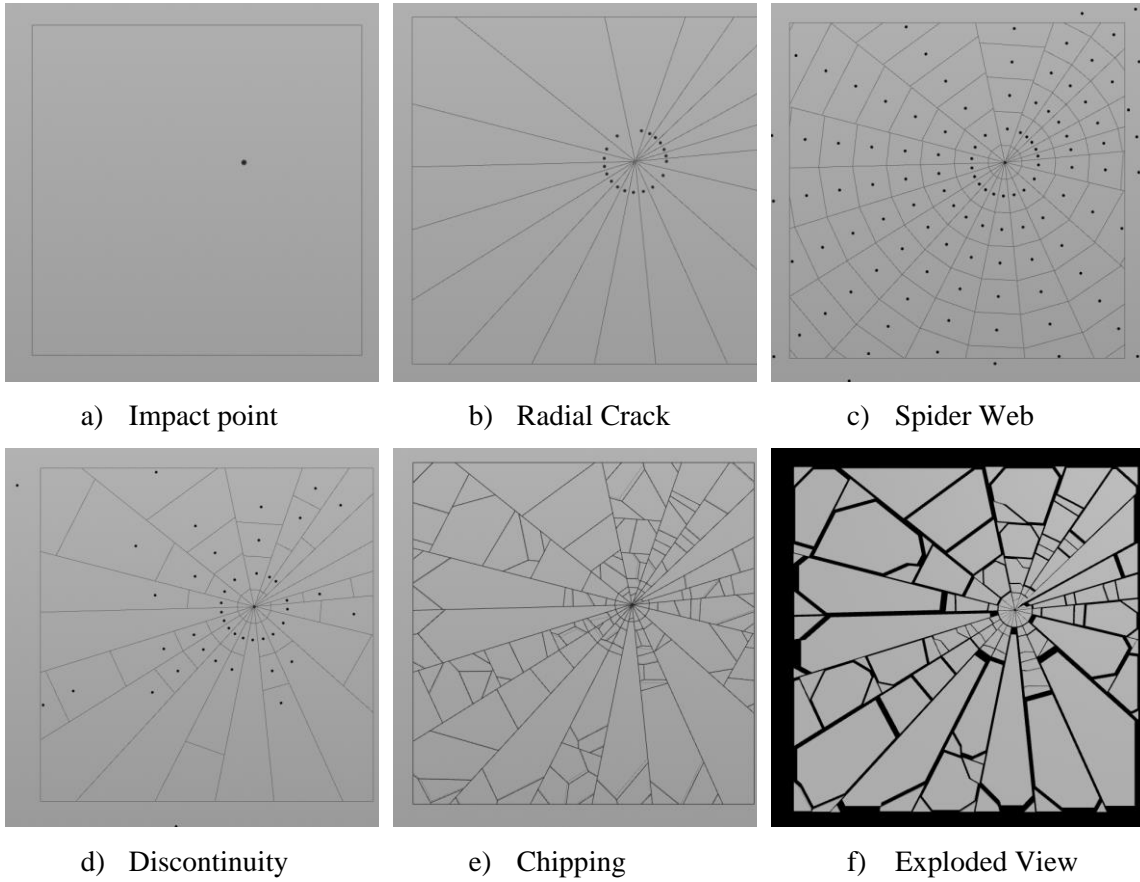 a) Impact point
b) Radial Crack
c) Spider Web
d) Discontinuity
e) Chipping
f) Exploded View